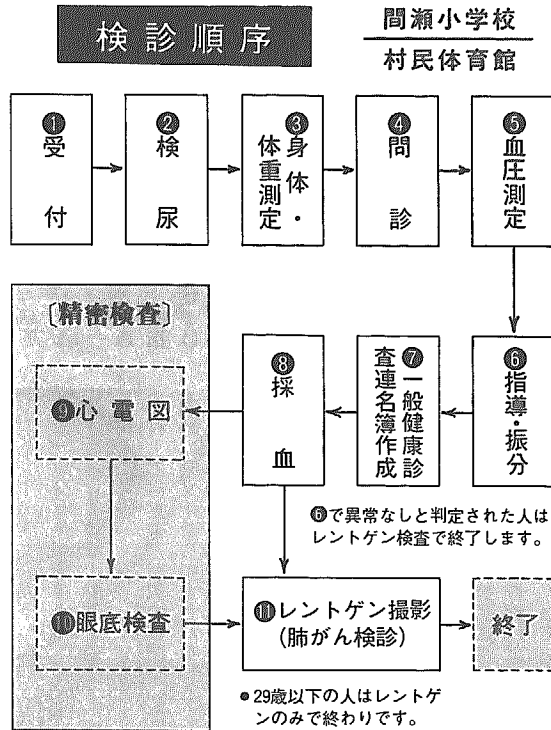 検診順序
間瀬小学校
村民体育館
❶受付
❷検尿
❸身体・
体重測定
❹問診
❺血圧測定
❻指導・振分
❼一般健康診
査連名簿作成
❽採血
〔精密検査〕
❾心電図
❿眼底検査
❻で異常なしと判定された人は
レントゲン検査で終了します。
⓫レントゲン撮影
(肺がん検診)
終了
●29歳以下の人はレントゲ
ンのみで終わりです。